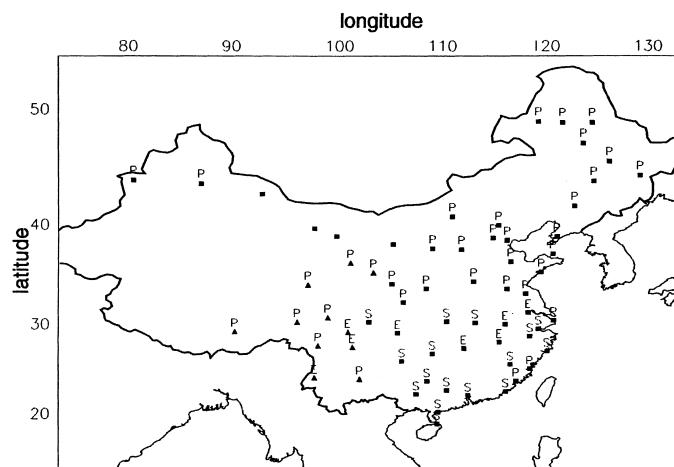 longitude
80 90 100 110 120 130
50
P P P
P
P
P P P P
P
P
40 P
P P
P P P
P
P P
P P
P P P P P
P P
P
E
P P S S S E S
P E E S
E S
P E S E S
S S P
E P S P
S S S S
20 S
S
30
latitude